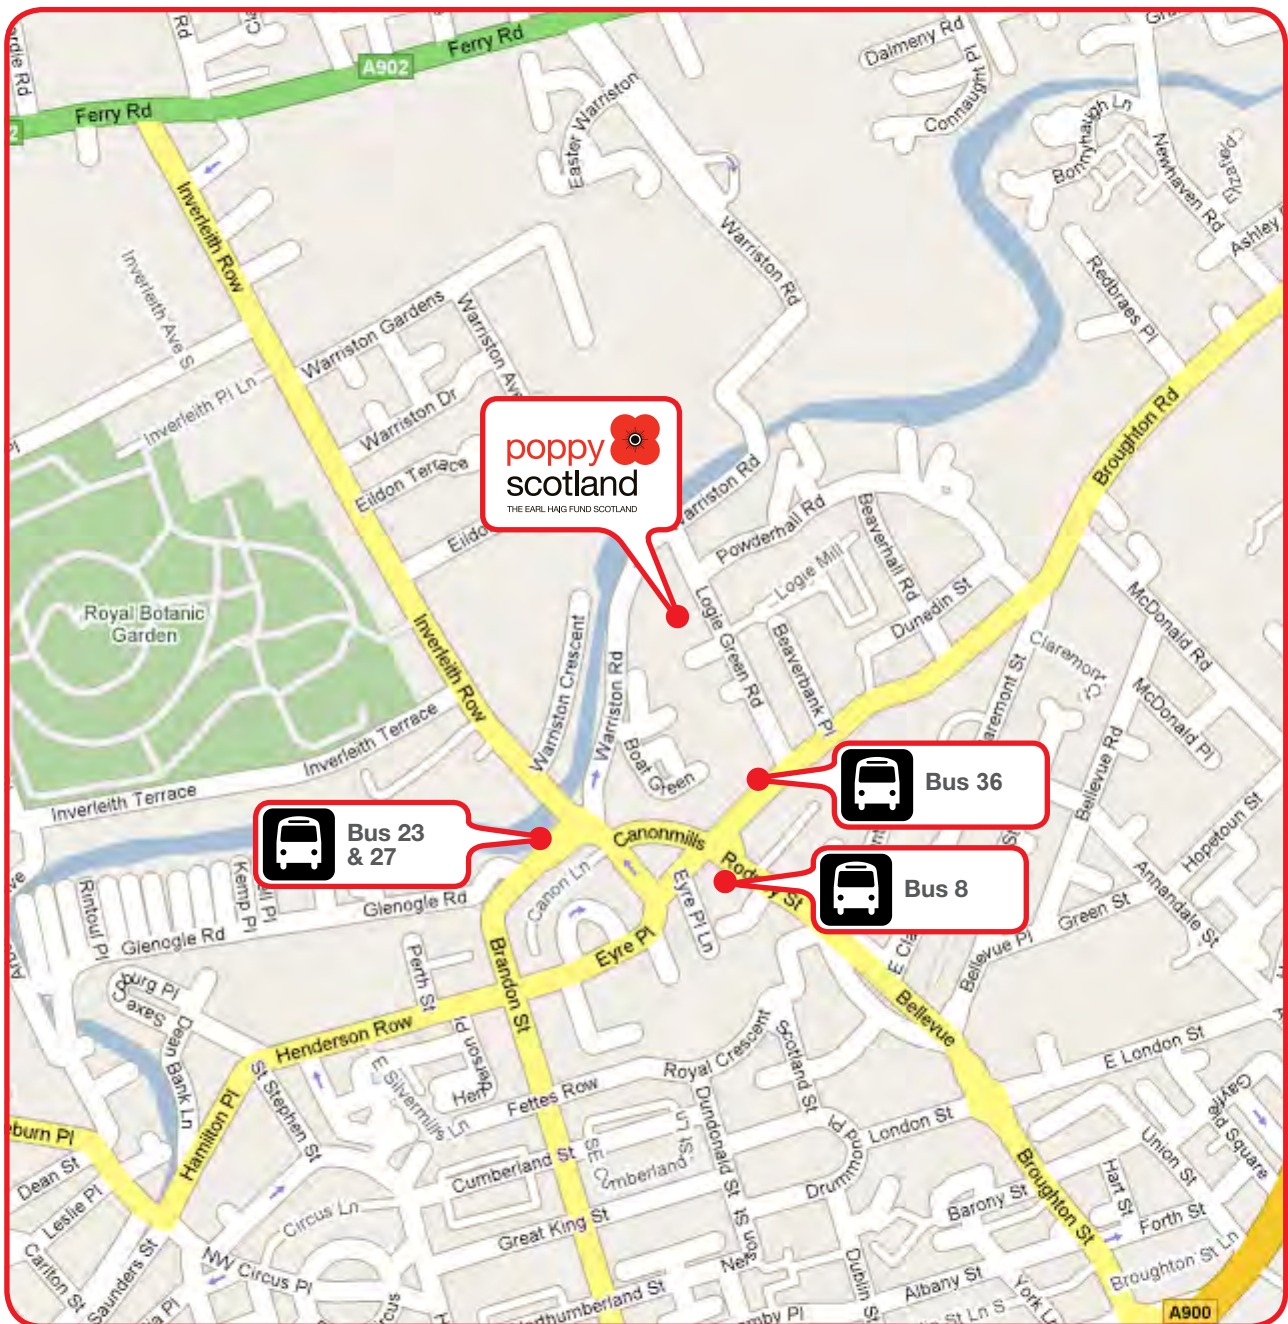 Ferry Rd
A902
Ferry Rd
Dalmeny Rd
Connaught Pl
Bonnyhaugh Ln
Newhaven Rd
Ashley
Easter Warriston
Inverleith Row
Inverleith Ave S
Warriston Rd
Redbraes Pl
Warriston Gardens
Warriston Ave
Inverleith Pl Ln
Warriston Dr
Eildon Terrace
poppy
scotland
THE EARL HAIG FUND SCOTLAND
Broughton Rd
Powderhall Rd
Beaverhall Rd
Logie Mill
Logie Green Rd
Beaverbank Pl
Dunedin St
McDonald Rd
McDonald Pl
Claremont Ct
Royal Botanic
Garden
Inverleith Row
Warriston Crescent
Warriston Rd
Boat Green
Inverleith Terrace
Inverleith Terrace
Bellevue Rd
Hopetoun St
Bus 36
Bus 23
& 27
Bus 8
Canonmills
Rodney St
Canon Ln
Eyre Pl Ln
Eyre Pl
Glenogle Rd
Glenogle Rd
Rintoul Pl
Kemp Pl
Perth St
Brandon St
Green St
Annandale St
Bellevue Pl
Bellevue
Saxe
Dean Bank Ln
Henderson Row
Hamilton Pl
St Stephen St
E Silvermills Ln
Fettes Row
Royal Crescent
Scotland St
E London St
London St
Drummond Pl
Dundonald St
Cumberland St
Great King St
Circus Ln
NW Circus Pl
Dean St
Leslie Pl
Carlton St
Saunders St
Dublin St
Albany St
Barony St
Broughton St
Hart St
Union St
Forth St
Broughton St Ln
Gayfield Square
York Ln
A900